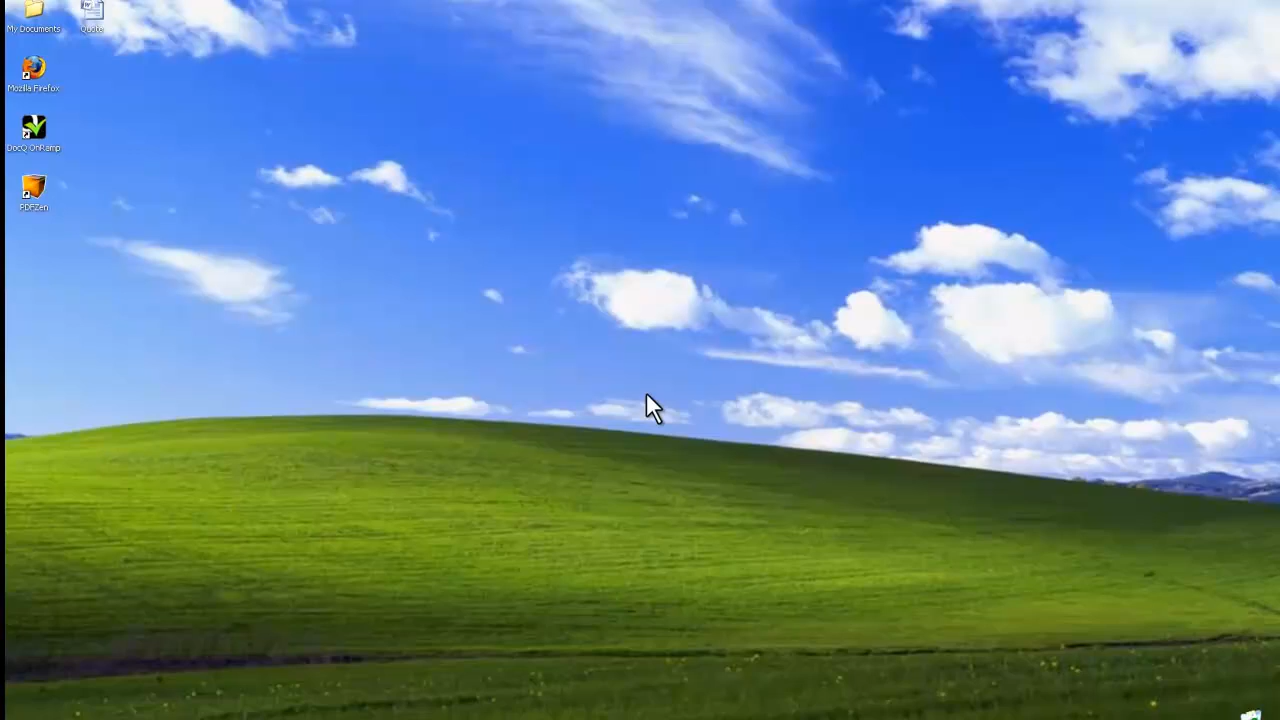 My Documents
Quote
Mozilla Firefox
DocQ OnRamp
PDFZen